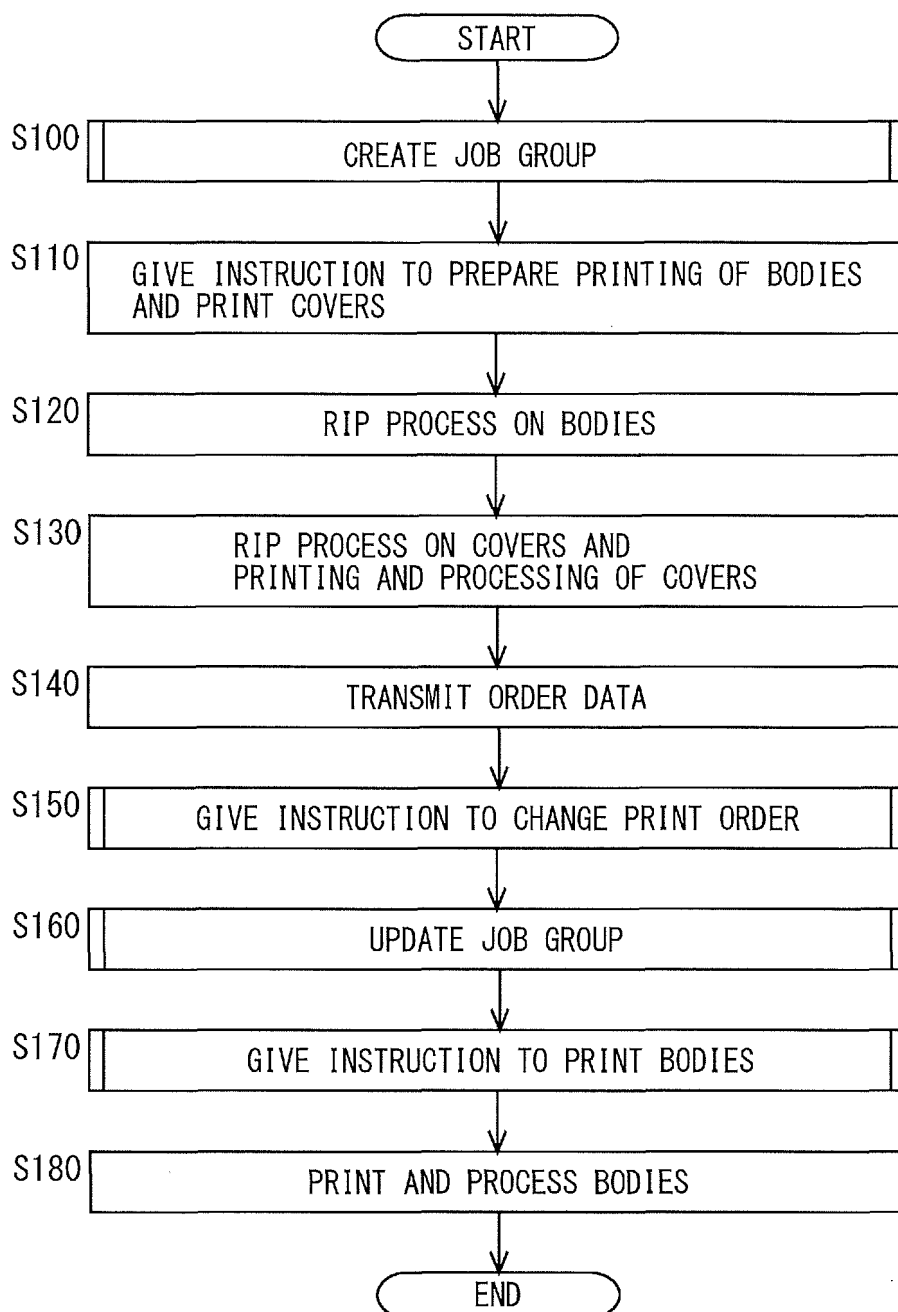 START
S100
CREATE JOB GROUP
S110
GIVE INSTRUCTION TO PREPARE PRINTING OF BODIES
AND PRINT COVERS
S120
RIP PROCESS ON BODIES
S130
RIP PROCESS ON COVERS AND
PRINTING AND PROCESSING OF COVERS
S140
TRANSMIT ORDER DATA
S150
GIVE INSTRUCTION TO CHANGE PRINT ORDER
S160
UPDATE JOB GROUP
S170
GIVE INSTRUCTION TO PRINT BODIES
S180
PRINT AND PROCESS BODIES
END